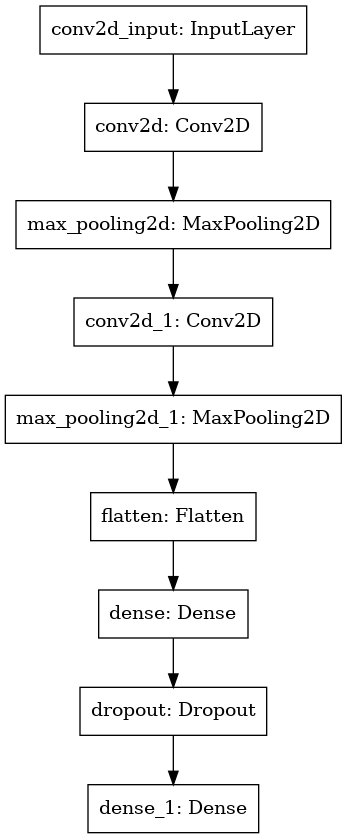 conv2d_input: InputLayer
conv2d: Conv2D
max_pooling2d: MaxPooling2D
conv2d_1: Conv2D
max_pooling2d_1: MaxPooling2D
flatten: Flatten
dense: Dense
dropout: Dropout
dense_1: Dense